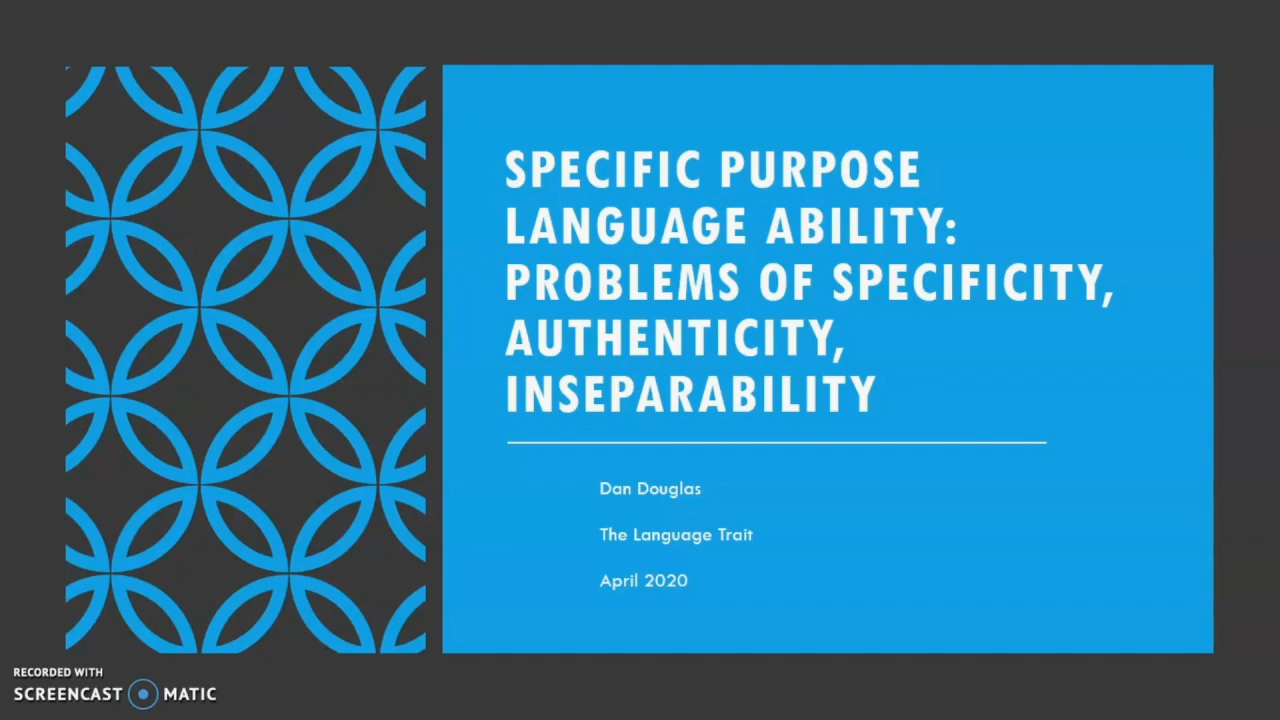 SPECIFIC PURPOSE
LANGUAGE ABILITY:
PROBLEMS OF SPECIFICITY,
AUTHENTICITY,
INSEPARABILITY
Dan Douglas
The Language Trait
April 2020
RECORDED WITH
SCREENCAST MATIC